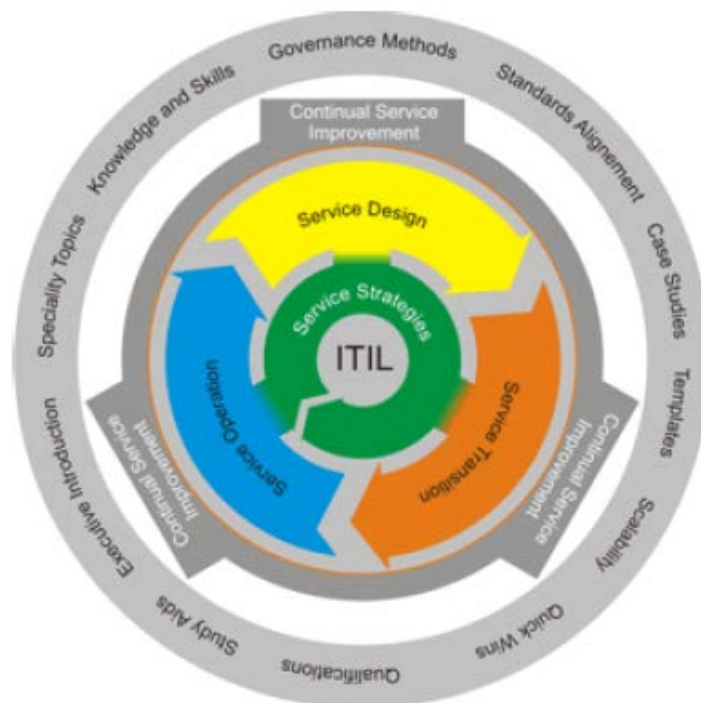 Governance Methods
Standards Alignement
Case Studies
Templates
Scalability
Quick Wins
Qualifications
Study Aids
Executive Introduction
Speciality Topics
Knowledge and Skills
Continual Service
Improvement
Continual Service
Improvement
Continual Service
Improvement
Service Design
Service Transition
Service Operation
Service Strategies
ITIL